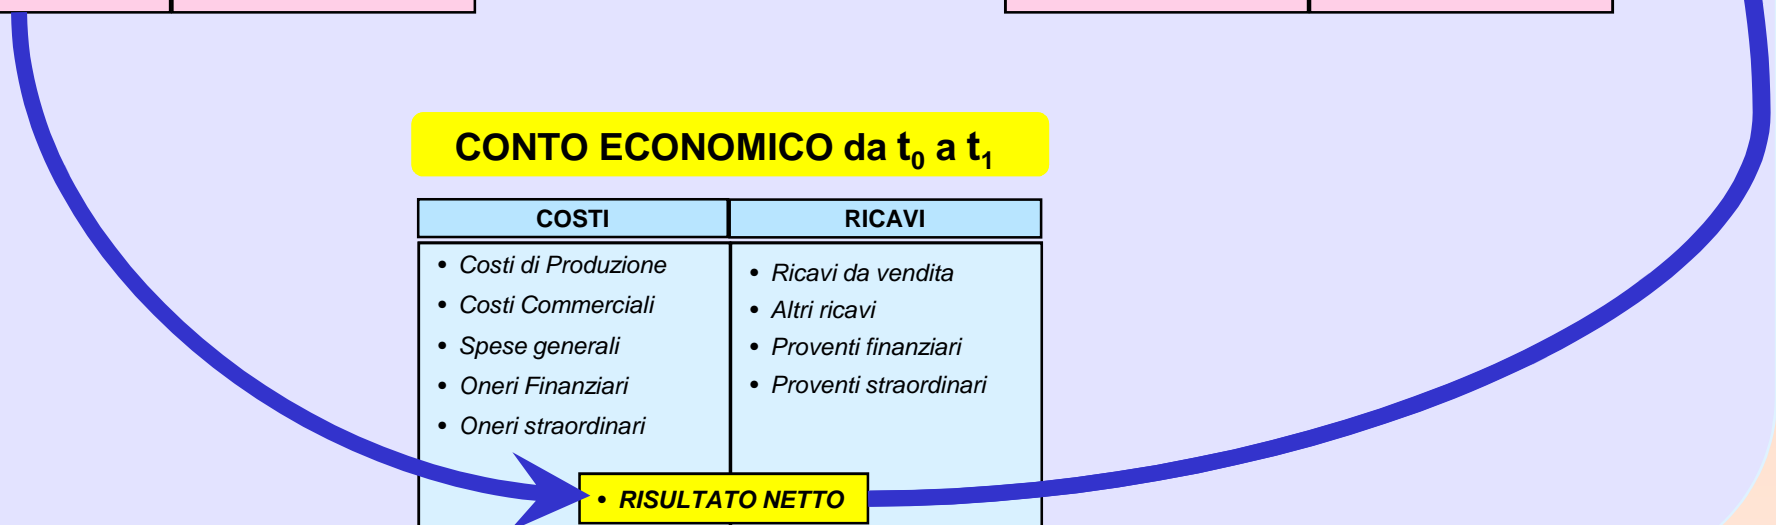 CONTO ECONOMICO da t₀ a t₁
COSTI
RICAVI
• Costi di Produzione
• Costi Commerciali
• Spese generali
• Oneri Finanziari
• Oneri straordinari
• Ricavi da vendita
• Altri ricavi
• Proventi finanziari
• Proventi straordinari
• RISULTATO NETTO